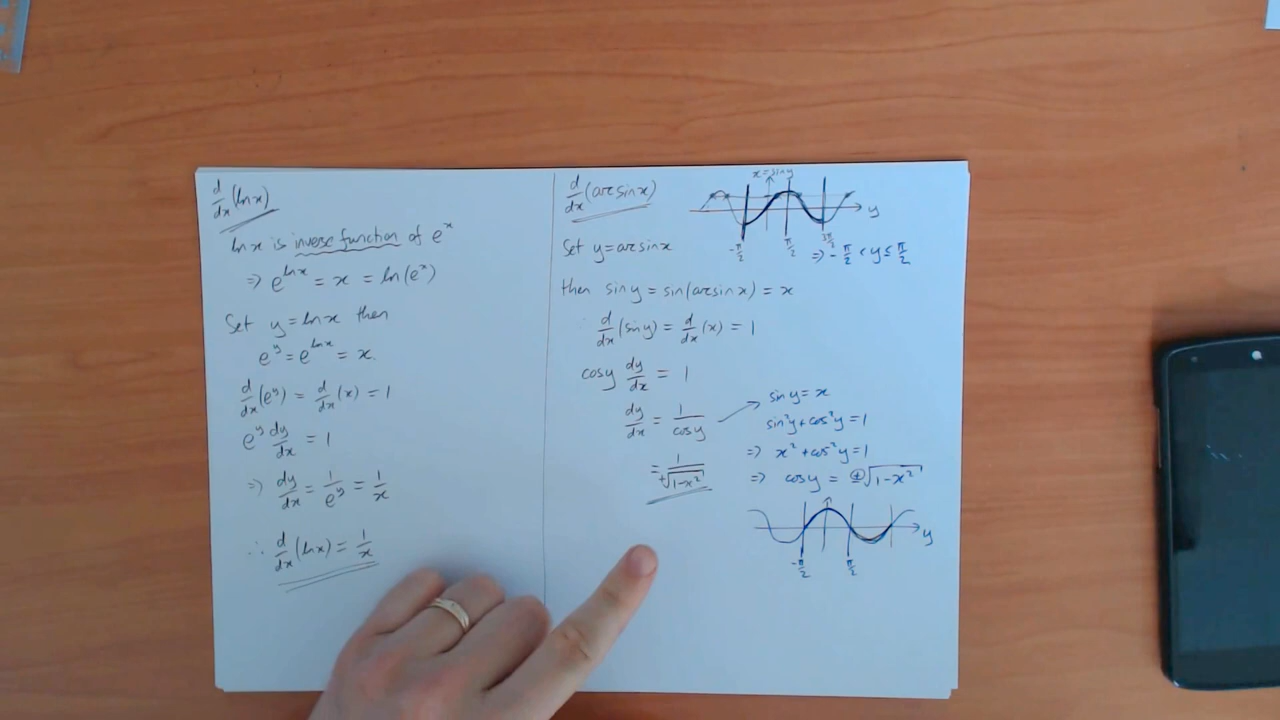 d/dx (ln x)
ln x is inverse function of e^x
⇒ e^(ln x) = x = ln(e^x)
Set y = ln x then
e^y = e^(ln x) = x.
d/dx (e^y) = d/dx (x) = 1
e^y dy/dx = 1
⇒ dy/dx = 1/e^y = 1/x
∴ d/dx (ln x) = 1/x
d/dx (arcsin x)
x = sin y
y
-π/2 π/2 3π/2
Set y = arcsin x
⇒ -π/2 < y ≤ π/2
then sin y = sin(arcsin x) = x
∴ d/dx (sin y) = d/dx (x) = 1
cos y dy/dx = 1
dy/dx = 1/cos y
= 1/+√(1-x²)
sin y = x
sin²y + cos²y = 1
⇒ x² + cos²y = 1
⇒ cos y = ±√(1-x²)
y
-π/2 π/2